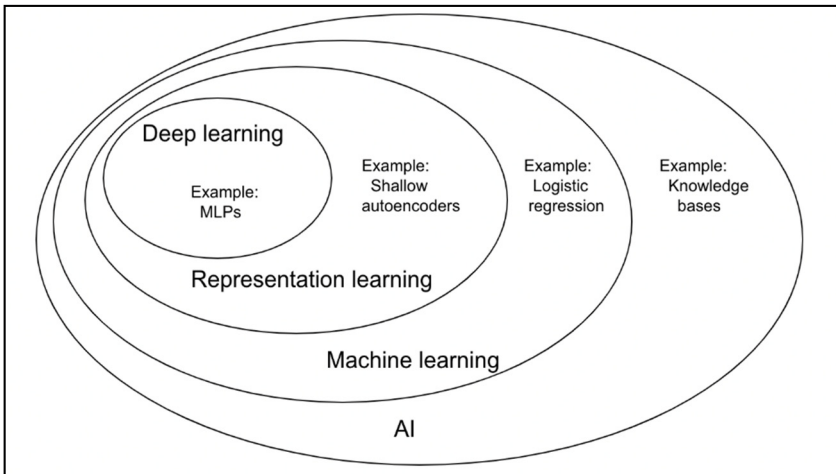 Deep learning
Example:
MLPs
Example:
Shallow
autoencoders
Example:
Logistic
regression
Example:
Knowledge
bases
Representation learning
Machine learning
AI